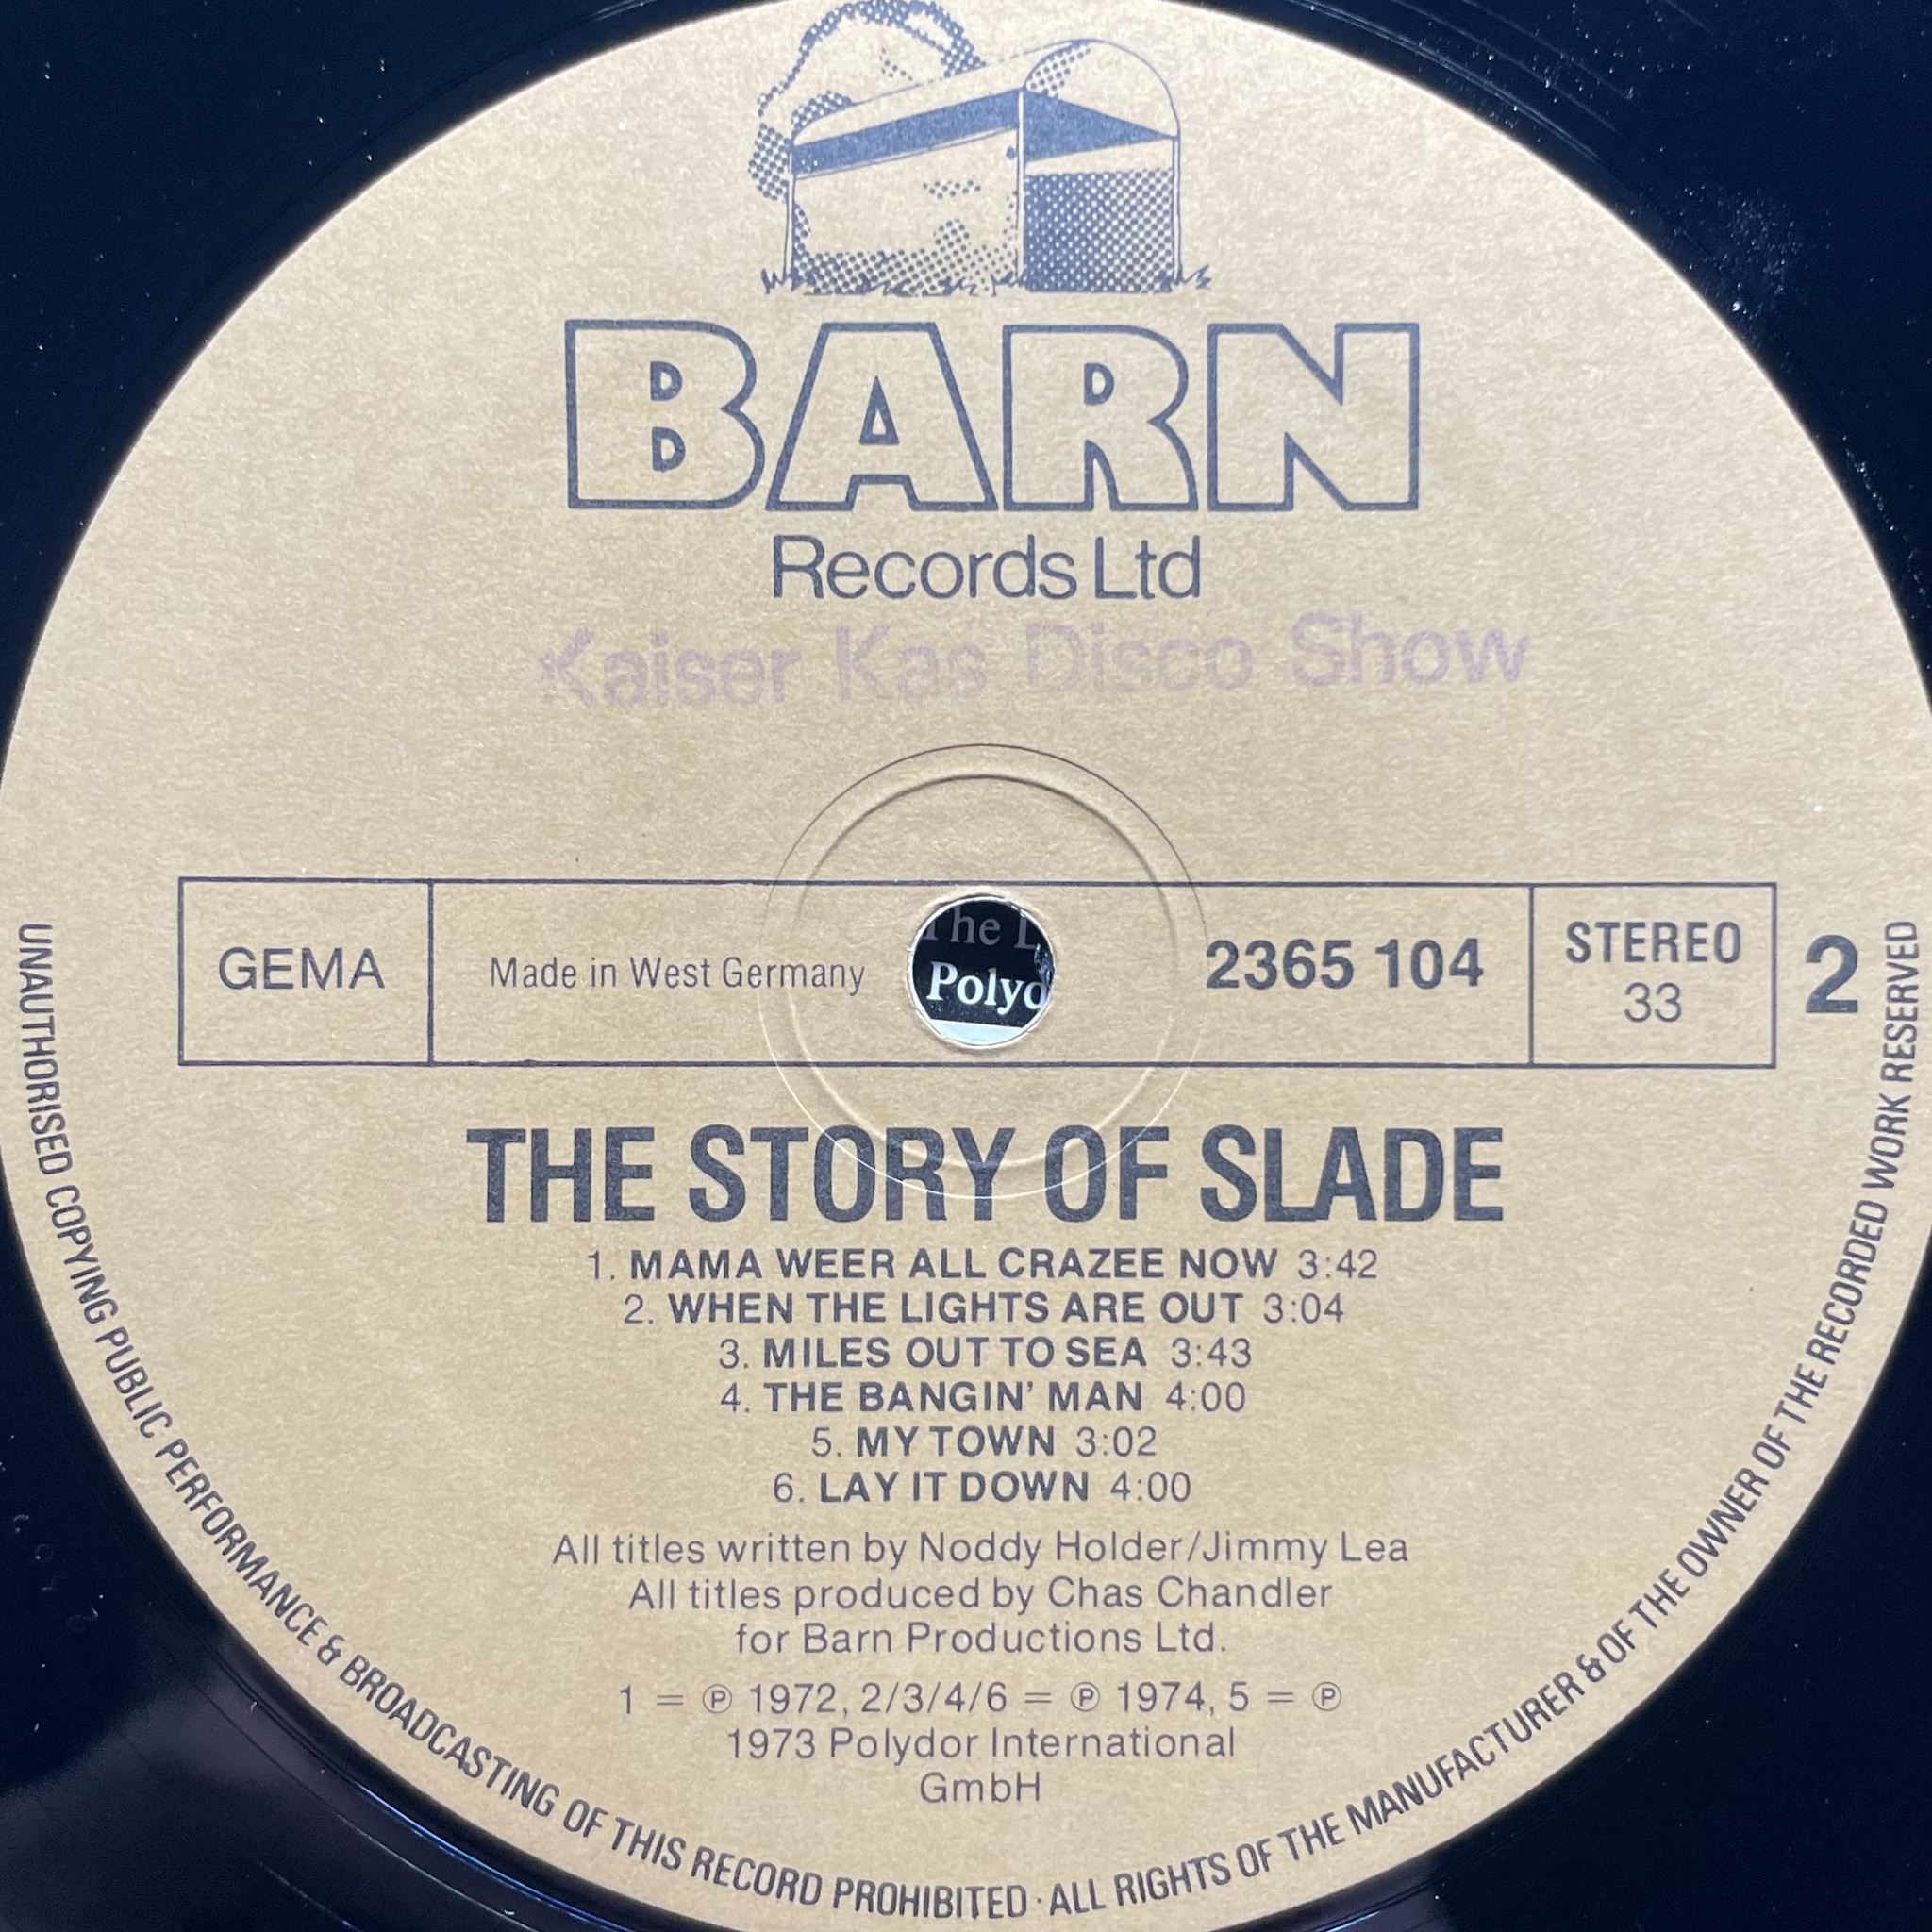 BARN
Records Ltd
Kaiser Kas Disco Show
GEMA
Made in West Germany
he
Polyd
2365 104
STEREO
33
2
THE STORY OF SLADE
1. MAMA WEER ALL CRAZEE NOW 3:42
2. WHEN THE LIGHTS ARE OUT 3:04
3. MILES OUT TO SEA 3:43
4. THE BANGIN’ MAN 4:00
5. MY TOWN 3:02
6. LAY IT DOWN 4:00
All titles written by Noddy Holder/Jimmy Lea
All titles produced by Chas Chandler
for Barn Productions Ltd.
1 = ℗ 1972, 2/3/4/6 = ℗ 1974, 5 = ℗
1973 Polydor International
GmbH
UNAUTHORISED COPYING PUBLIC PERFORMANCE & BROADCASTING OF THIS RECORD PROHIBITED · ALL RIGHTS OF THE MANUFACTURER & OF THE OWNER OF THE RECORDED WORK RESERVED